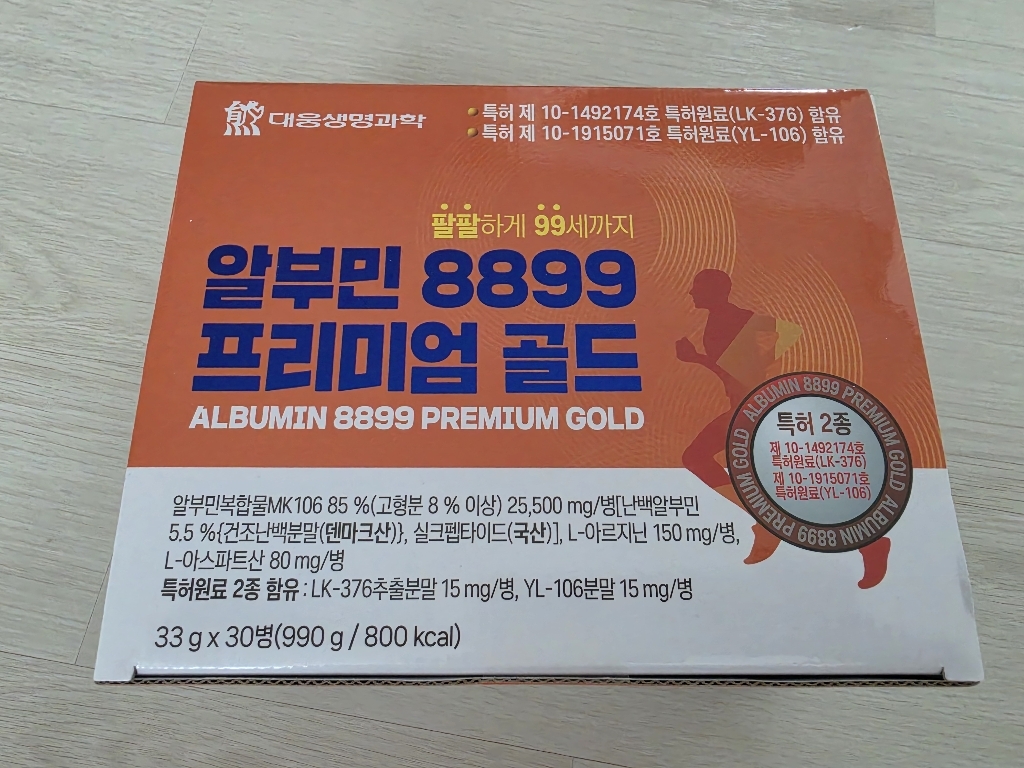 대웅생명과학
특허 제 10-1492174호 특허원료(LK-376) 함유
특허 제 10-1915071호 특허원료(YL-106) 함유
팔팔하게 99세까지
알부민 8899
프리미엄 골드
ALBUMIN 8899 PREMIUM GOLD
ALBUMIN 8899 PREMIUM GOLD
특허 2종
제 10-1492174호
특허원료(LK-376)
제 10-1915071호
특허원료(YL-106)
ALBUMIN 8899 PREMIUM GOLD
알부민복합물MK106 85 %(고형분 8 % 이상) 25,500 mg/병[난백알부민
5.5 %{건조난백분말(덴마크산)}, 실크펩타이드(국산)], L-아르지닌 150 mg/병,
L-아스파트산 80 mg/병
특허원료 2종 함유 : LK-376추출분말 15 mg/병, YL-106분말 15 mg/병
33 g x 30병(990 g / 800 kcal)